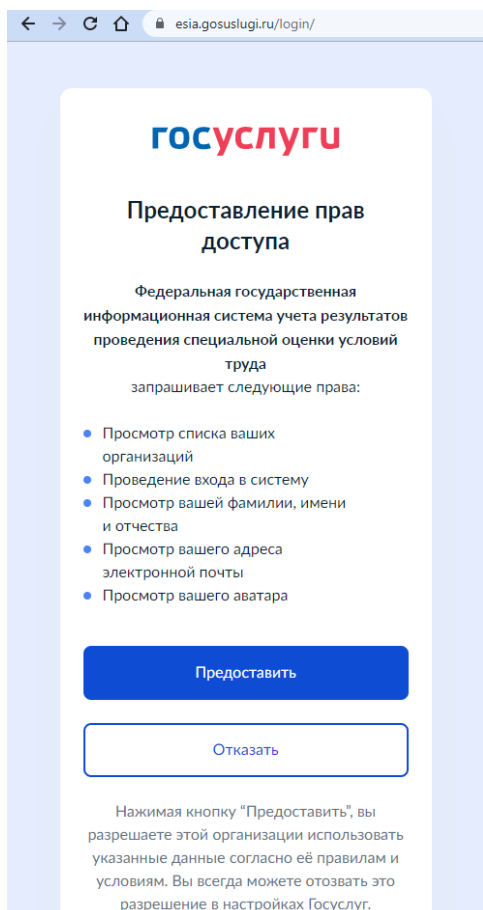 esia.gosuslugi.ru/login/
госуслуги
Предоставление прав
доступа
Федеральная государственная
информационная система учета результатов
проведения специальной оценки условий
труда
запрашивает следующие права:
Просмотр списка ваших
организаций
Проведение входа в систему
Просмотр вашей фамилии, имени
и отчества
Просмотр вашего адреса
электронной почты
Просмотр вашего аватара
Предоставить
Отказать
Нажимая кнопку “Предоставить”, вы
разрешаете этой организации использовать
указанные данные согласно её правилам и
условиям. Вы всегда можете отозвать это
разрешение в настройках Госуслуг.